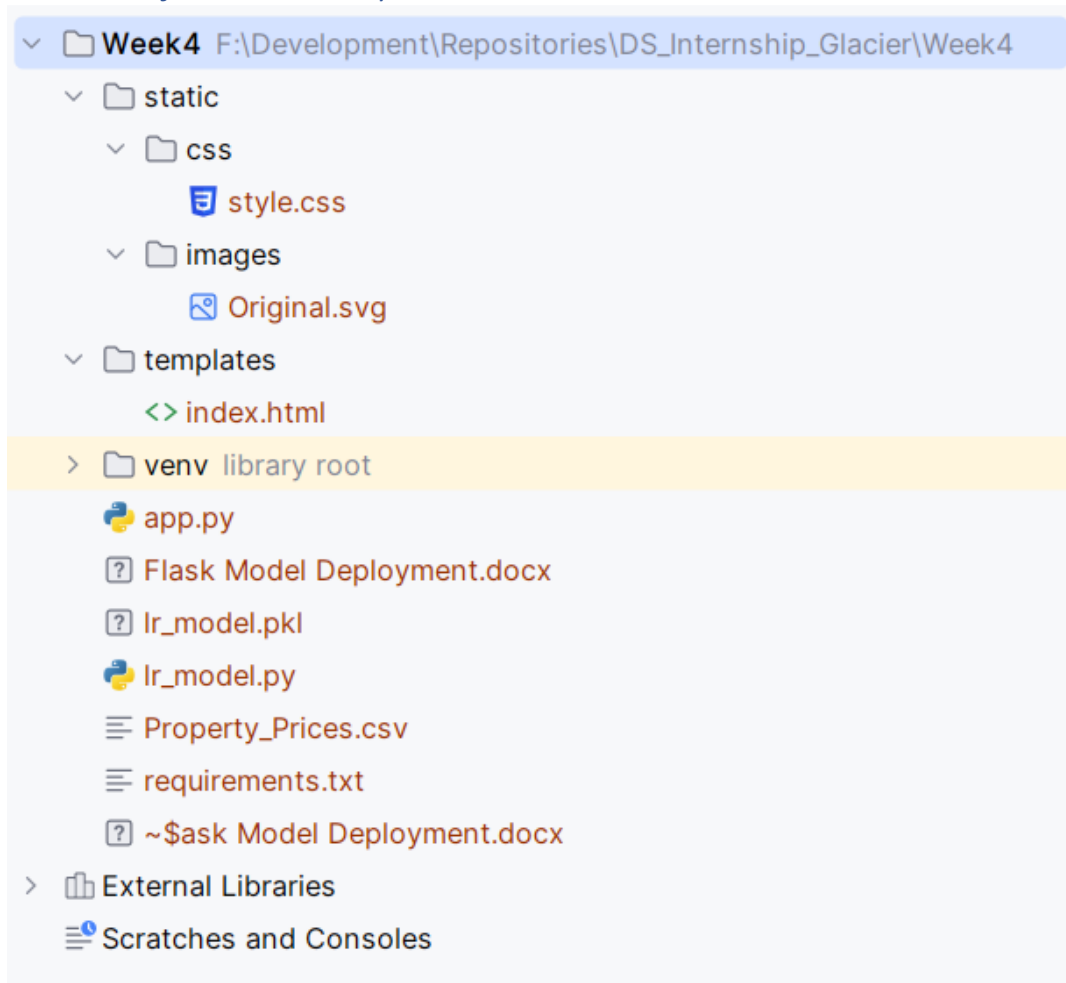 Week4 F:\Development\Repositories\DS_Internship_Glacier\Week4
static
css
style.css
images
Original.svg
templates
index.html
venv library root
app.py
Flask Model Deployment.docx
lr_model.pkl
lr_model.py
Property_Prices.csv
requirements.txt
~$ask Model Deployment.docx
External Libraries
Scratches and Consoles